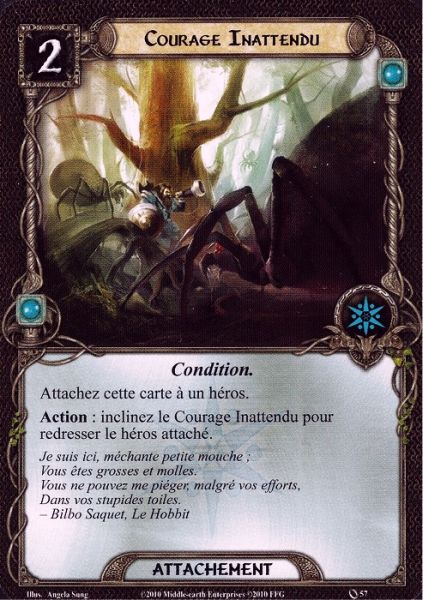 2
COURAGE INATTENDU
Condition.
Attachez cette carte à un héros.
Action : inclinez le Courage Inattendu pour
redresser le héros attaché.
Je suis ici, méchante petite mouche ;
Vous êtes grosses et molles.
Vous ne pouvez me piéger, malgré vos efforts,
Dans vos stupides toiles.
– Bilbo Saquet, Le Hobbit
ATTACHEMENT
Illus. Angela Sung ©2010 Middle-earth Enterprises ©2010 FFG 57